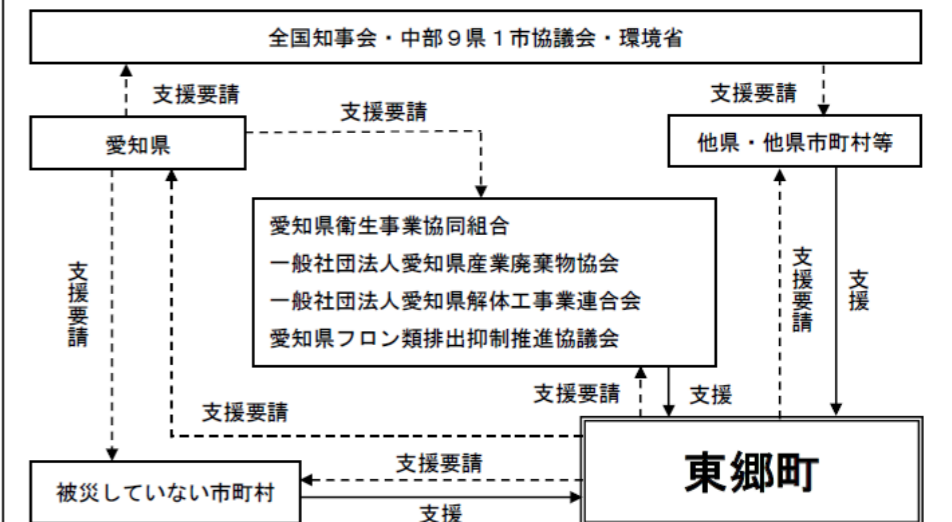 全国知事会・中部９県１市協議会・環境省
支援要請
支援要請
支援要請
愛知県
他県・他県市町村等
愛知県衛生事業協同組合
一般社団法人愛知県産業廃棄物協会
一般社団法人愛知県解体工事業連合会
愛知県フロン類排出抑制推進協議会
支援要請
支援要請
支援
支援要請
支援
支援要請
東郷町
支援要請
被災していない市町村
支援